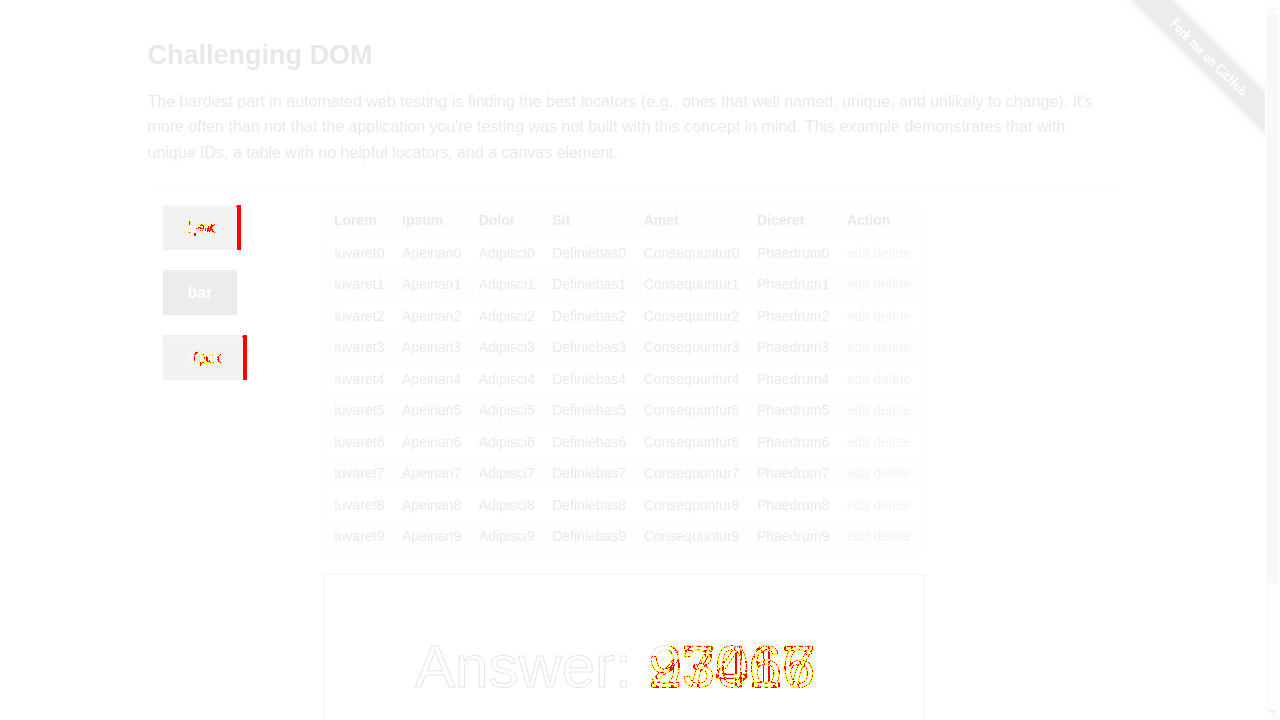 Fork me on GitHub
Challenging DOM
The hardest part in automated web testing is finding the best locators (e.g., ones that well named, unique, and unlikely to change). It's
more often than not that the application you're testing was not built with this concept in mind. This example demonstrates that with
unique IDs, a table with no helpful locators, and a canvas element.
bar
Lorem Ipsum Dolor Sit Amet Diceret Action
Iuvaret0 Apeirian0 Adipisci0 Definiebas0 Consequuntur0 Phaedrum0 edit delete
Iuvaret1 Apeirian1 Adipisci1 Definiebas1 Consequuntur1 Phaedrum1 edit delete
Iuvaret2 Apeirian2 Adipisci2 Definiebas2 Consequuntur2 Phaedrum2 edit delete
Iuvaret3 Apeirian3 Adipisci3 Definiebas3 Consequuntur3 Phaedrum3 edit delete
Iuvaret4 Apeirian4 Adipisci4 Definiebas4 Consequuntur4 Phaedrum4 edit delete
Iuvaret5 Apeirian5 Adipisci5 Definiebas5 Consequuntur5 Phaedrum5 edit delete
Iuvaret6 Apeirian6 Adipisci6 Definiebas6 Consequuntur6 Phaedrum6 edit delete
Iuvaret7 Apeirian7 Adipisci7 Definiebas7 Consequuntur7 Phaedrum7 edit delete
Iuvaret8 Apeirian8 Adipisci8 Definiebas8 Consequuntur8 Phaedrum8 edit delete
Iuvaret9 Apeirian9 Adipisci9 Definiebas9 Consequuntur9 Phaedrum9 edit delete
Answer: